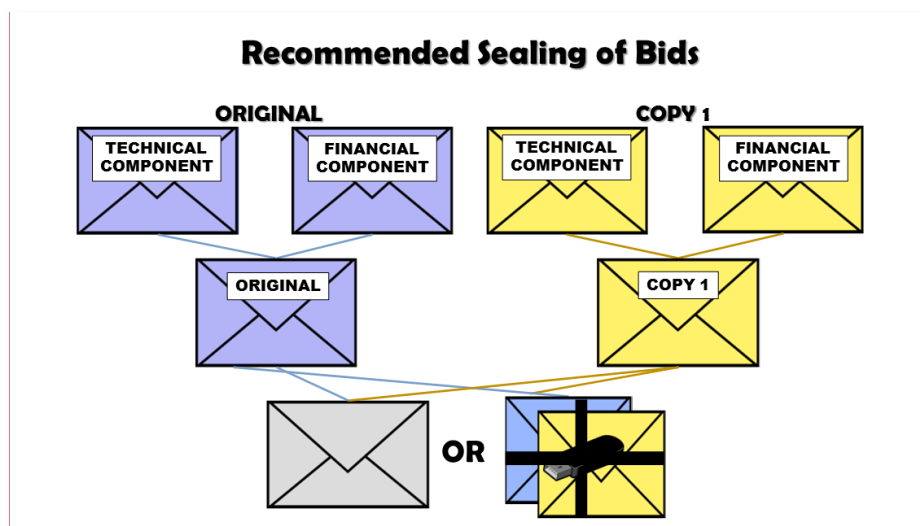 Recommended Sealing of Bids
ORIGINAL
COPY 1
TECHNICAL
COMPONENT
FINANCIAL
COMPONENT
TECHNICAL
COMPONENT
FINANCIAL
COMPONENT
ORIGINAL
COPY 1
OR